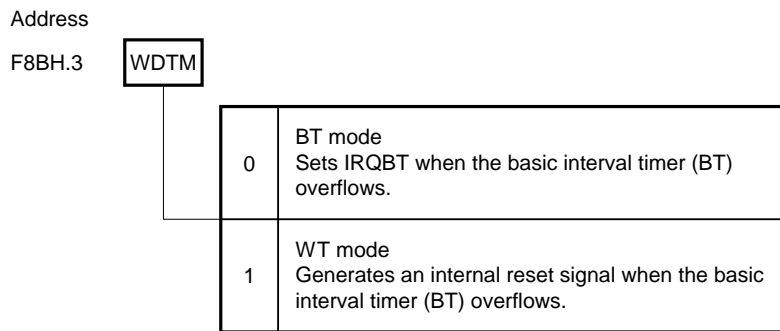 Address
F8BH.3 WDTM
0
BT mode
Sets IRQBT when the basic interval timer (BT)
overflows.
1
WT mode
Generates an internal reset signal when the basic
interval timer (BT) overflows.